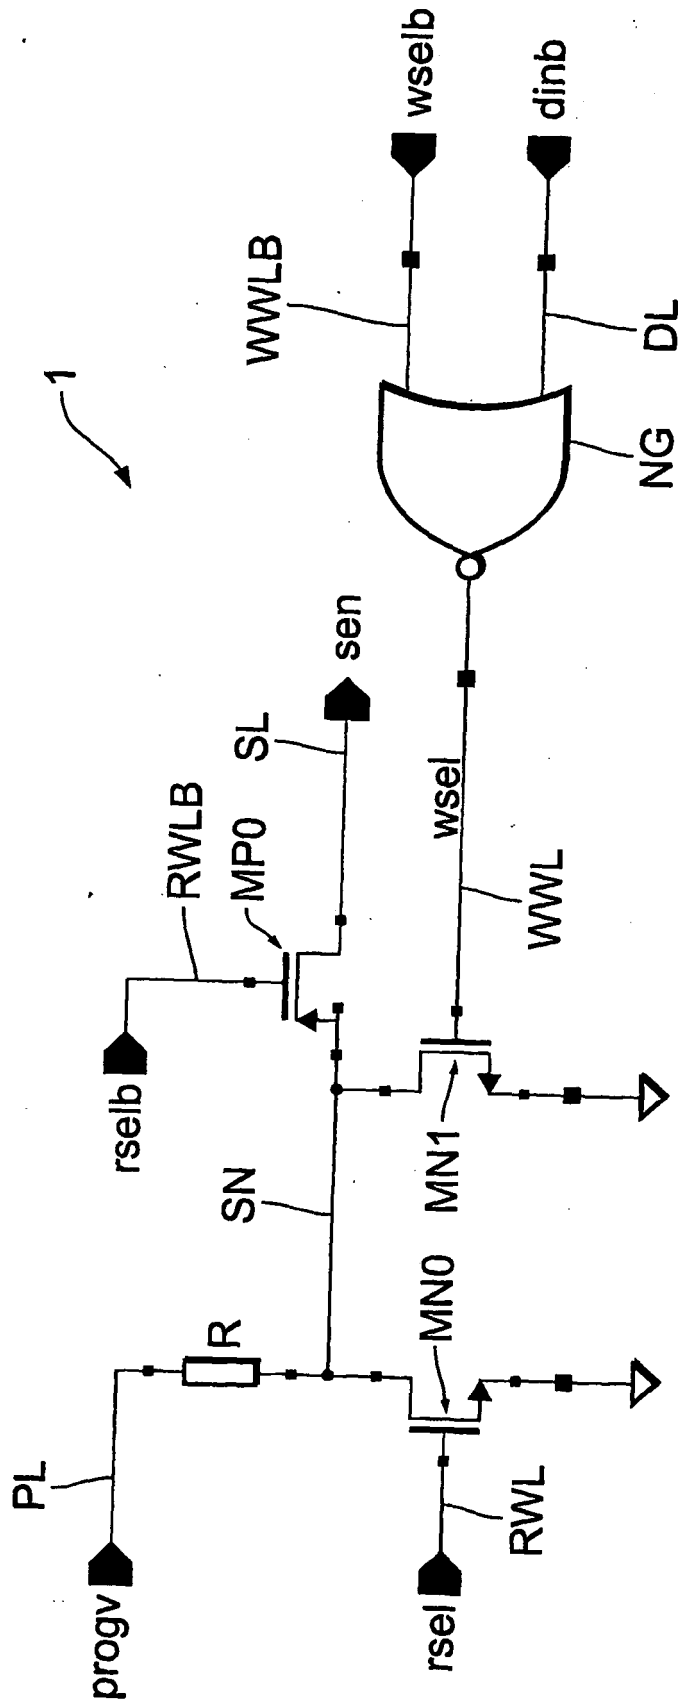 1
progv
PL
R
SN
rselb
RWLB
MP0
SL
sen
rsel
RWL
MN0
MN1
WWL
wsel
NG
WWLB
wselb
DL
dinb